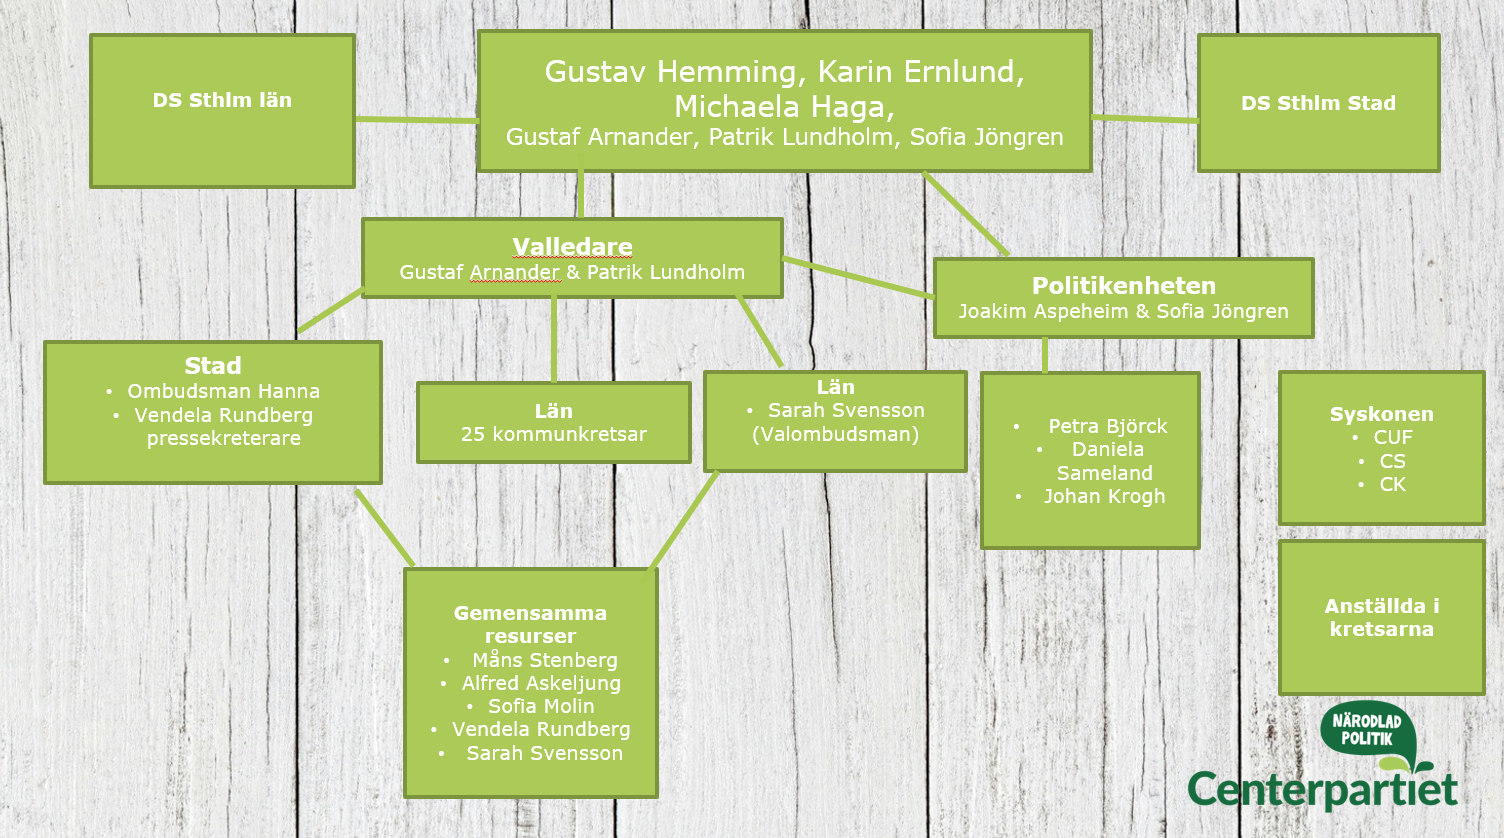 DS Sthlm län
Gustav Hemming, Karin Ernlund,
Michaela Haga,
Gustaf Arnander, Patrik Lundholm, Sofia Jöngren
DS Sthlm Stad
Valledare
Gustaf Arnander & Patrik Lundholm
Politikenheten
Joakim Aspeheim & Sofia Jöngren
Stad
• Ombudsman Hanna
• Vendela Rundberg
pressekreterare
Län
25 kommunkretsar
Län
• Sarah Svensson
(Valombudsman)
• Petra Björck
• Daniela
Sameland
• Johan Krogh
Syskonen
• CUF
• CS
• CK
Gemensamma
resurser
• Måns Stenberg
• Alfred Askeljung
• Sofia Molin
• Vendela Rundberg
• Sarah Svensson
Anställda i
kretsarna
NÄRODLAD
POLITIK
Centerpartiet